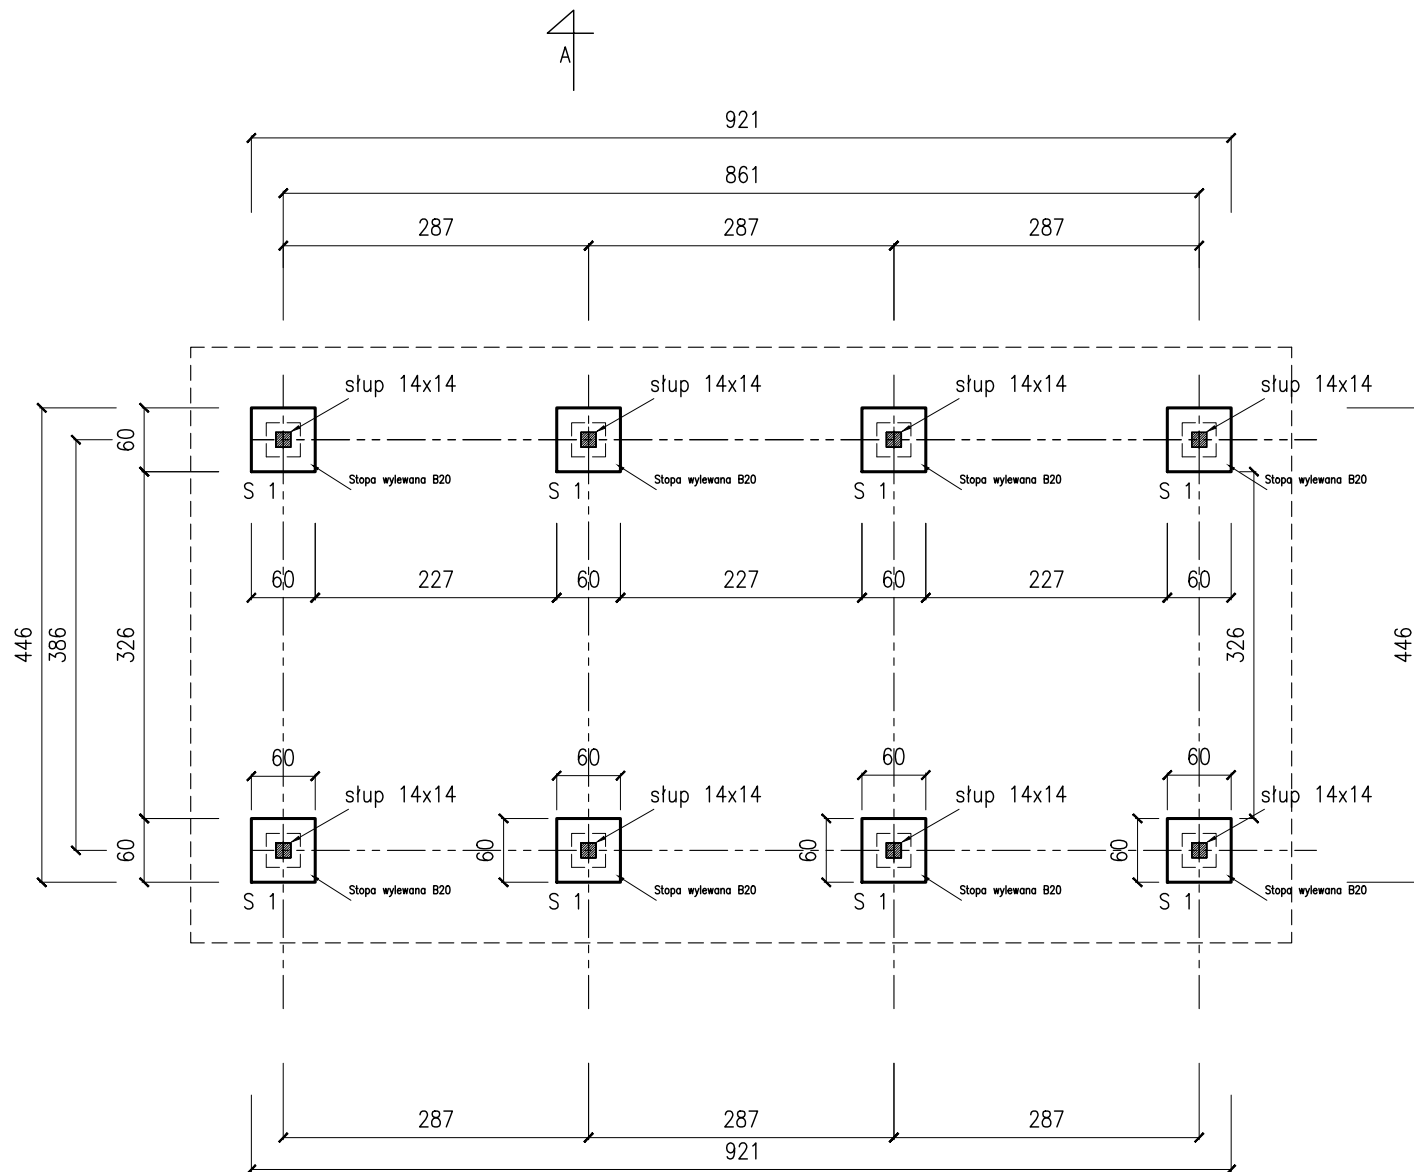 A
921
861
287 287 287
słup 14x14 słup 14x14 słup 14x14 słup 14x14
60
Stopa wylewana B20 Stopa wylewana B20 Stopa wylewana B20 Stopa wylewana B20
S 1 S 1 S 1 S 1
60 227 60 227 60 227 60
446 386 326 326 446
60 60 60 60
słup 14x14 słup 14x14 słup 14x14 słup 14x14
60 60 60 60
Stopa wylewana B20 Stopa wylewana B20 Stopa wylewana B20 Stopa wylewana B20
S 1 S 1 S 1 S 1
287 287 287
921